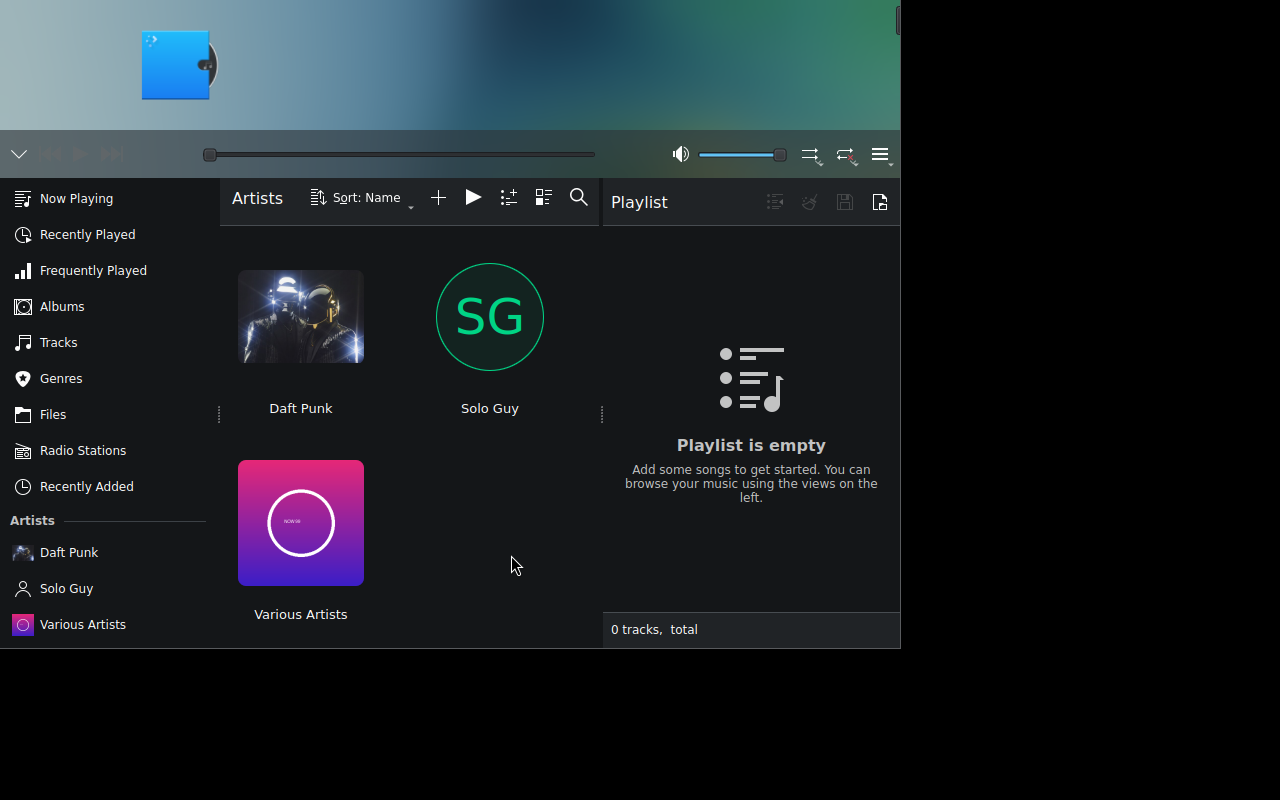 Now Playing
Recently Played
Frequently Played
Albums
Tracks
Genres
Files
Radio Stations
Recently Added
Artists
Daft Punk
Solo Guy
Various Artists
Artists
Sort: Name
SG
Daft Punk
Solo Guy
NOW 96
Various Artists
Playlist
Playlist is empty
Add some songs to get started. You can
browse your music using the views on the
left.
0 tracks,  total